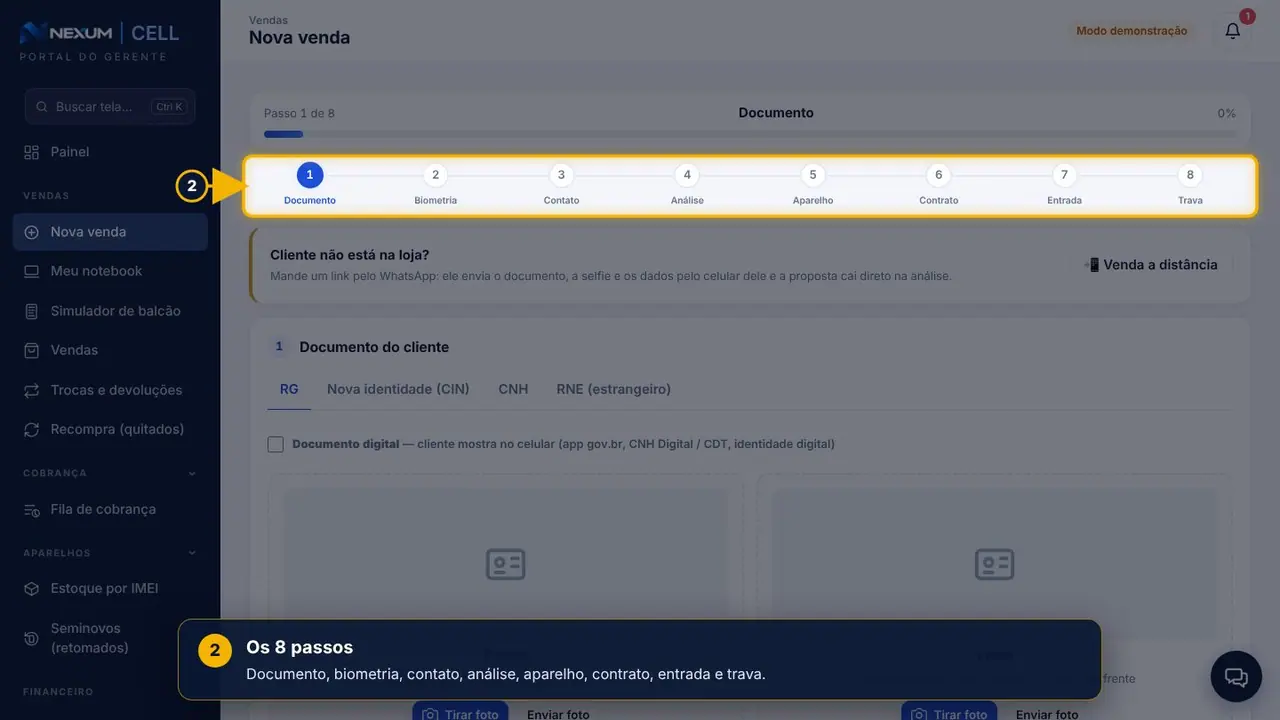 NEXUM | CELL
PORTAL DO GERENTE
Buscar tela... Ctrl K
Painel
VENDAS
Nova venda
Meu notebook
Simulador de balcão
Vendas
Trocas e devoluções
Recompra (quitados)
COBRANÇA
Fila de cobrança
APARELHOS
Estoque por IMEI
Seminovos
(retomados)
FINANCEIRO
Vendas
Nova venda
Modo demonstração
1
Passo 1 de 8
Documento
0%
2
1 2 3 4 5 6 7 8
Documento Biometria Contato Análise Aparelho Contrato Entrada Trava
Cliente não está na loja?
Mande um link pelo WhatsApp: ele envia o documento, a selfie e os dados pelo celular dele e a proposta cai direto na análise.
Venda a distância
1 Documento do cliente
RG Nova identidade (CIN) CNH RNE (estrangeiro)
Documento digital — cliente mostra no celular (app gov.br, CNH Digital / CDT, identidade digital)
2 Os 8 passos
Documento, biometria, contato, análise, aparelho, contrato, entrada e trava.
frente
Tirar foto Enviar foto
Tirar foto Enviar foto